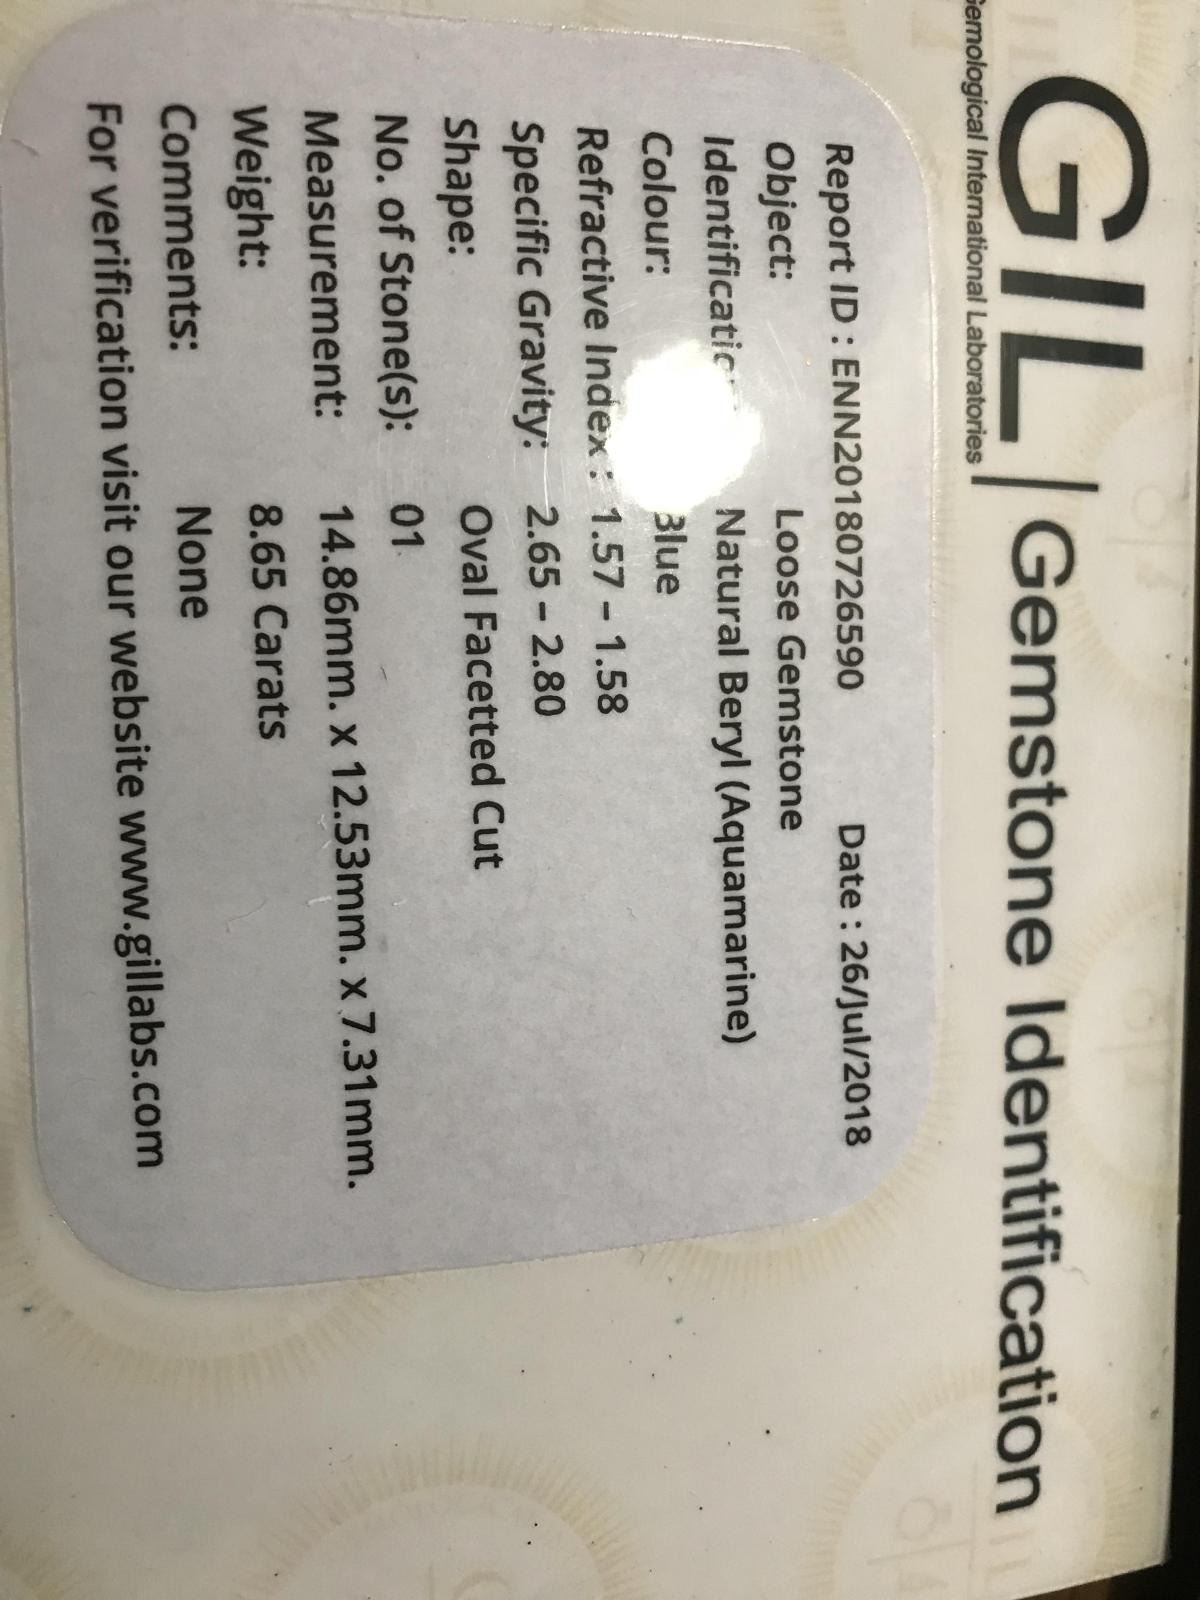 GIL | Gemstone Identification
Gemological International Laboratories
Report ID : ENN20180726590 Date : 26/Jul/2018
Object: Loose Gemstone
Natural Beryl (Aquamarine)
Colour: Blue
Refractive Index : 1.57 – 1.58
Specific Gravity: 2.65 – 2.80
Shape: Oval Facetted Cut
No. of Stone(s): 01
Measurement: 14.86mm. x 12.53mm. x 7.31mm.
Weight: 8.65 Carats
Comments: None
For verification visit our website www.gillabs.com